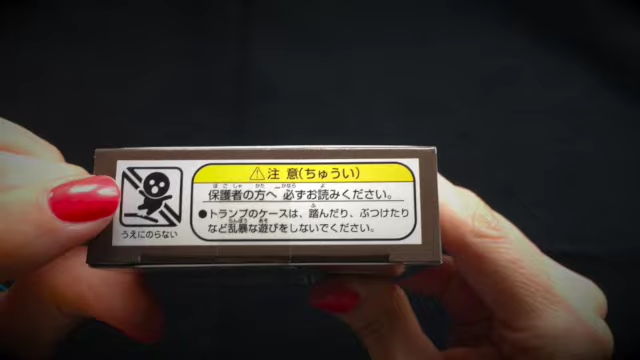 ⚠注 意(ちゅうい)
保護者の方へ 必ずお読みください。
●トランプのケースは、踏んだり、ぶつけたり
など乱暴な遊びをしないでください。
うえにのらない